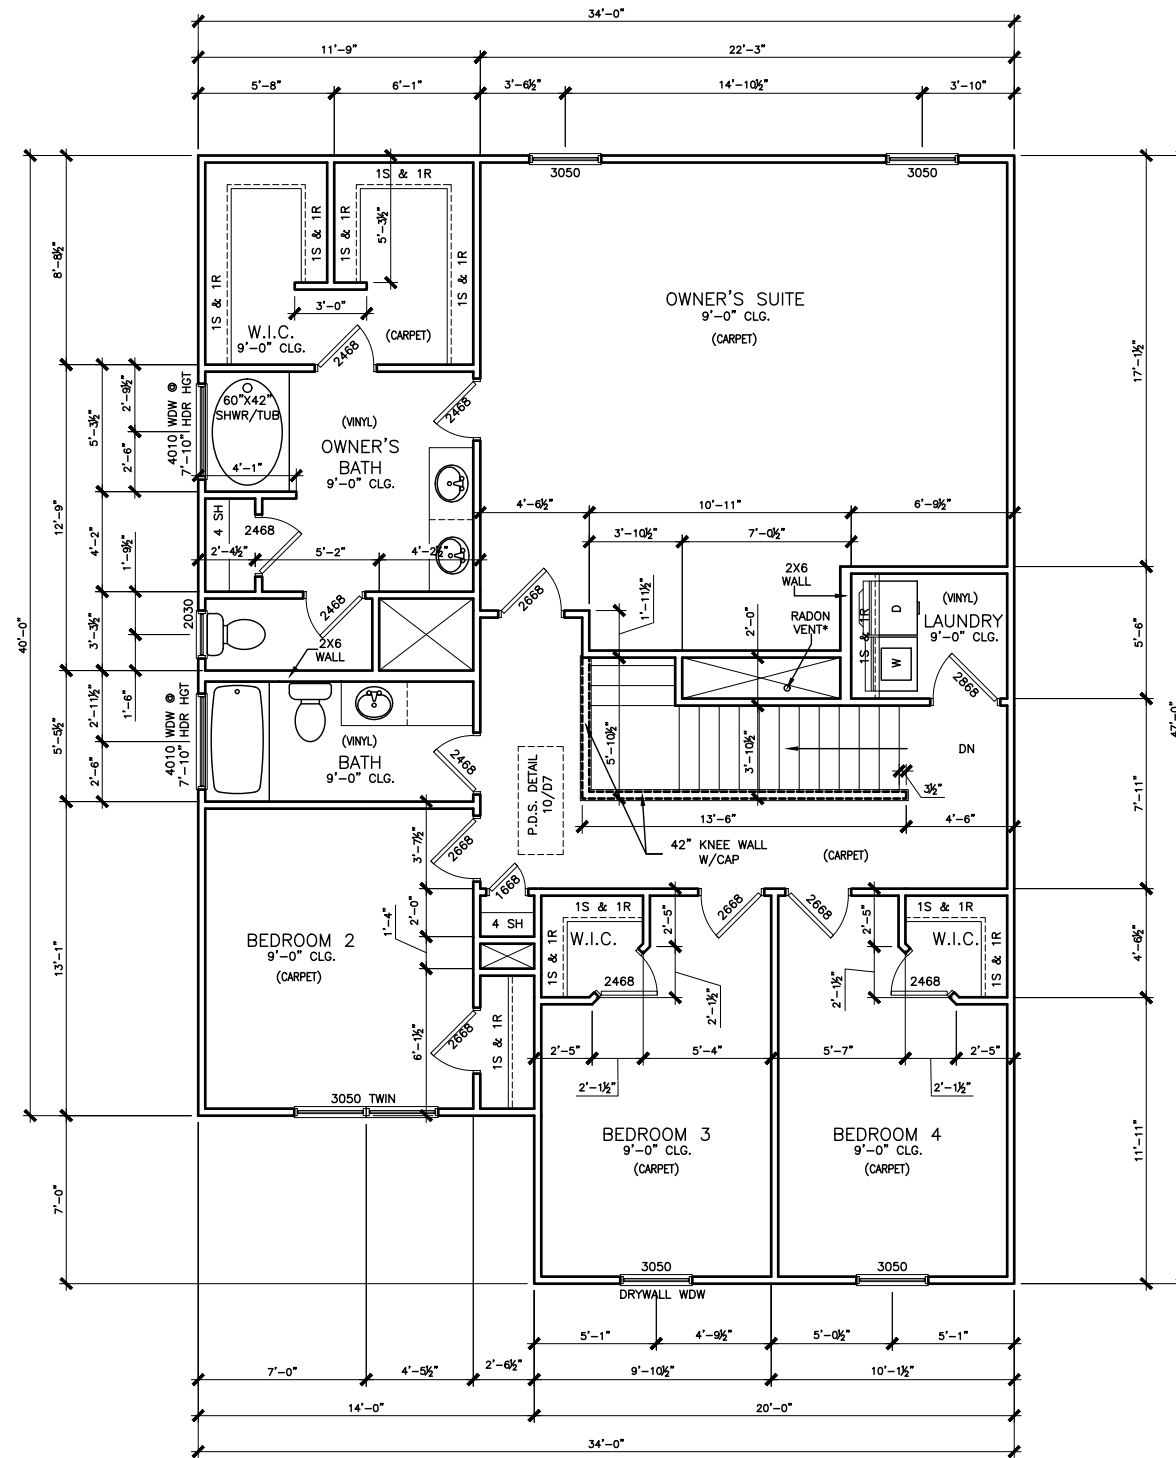 34'-0"
11'-9"
22'-3"
5'-8"
6'-1"
3'-6½"
14'-10½"
3'-10"
3050
3050
1S & 1R
1S & 1R
1S & 1R
1S & 1R
1S & 1R
5'-3½"
3'-0"
W.I.C.
9'-0" CLG.
(CARPET)
2468
OWNER'S SUITE
9'-0" CLG.
(CARPET)
8'-8½"
17'-1½"
40'-0"
47'-0"
12'-9"
5'-3½"
2'-9½"
2'-6"
4010 WDW @
7'-10" HDR HGT
60"X42"
SHWR/TUB
4'-1"
(VINYL)
OWNER'S
BATH
9'-0" CLG.
2468
4 SH
2468
2'-4½"
5'-2"
4'-2½"
4'-2"
1'-9½"
4'-6½"
10'-11"
6'-9½"
3'-10½"
7'-0½"
2668
1'-11½"
2'-0"
2X6
WALL
RADON
VENT*
1S & 1R
D
W
(VINYL)
LAUNDRY
9'-0" CLG.
2868
5'-6"
2030
3'-3½"
1'-6"
2468
2X6
WALL
5'-5½"
2'-11½"
2'-6"
4010 WDW @
7'-10" HDR HGT
(VINYL)
BATH
9'-0" CLG.
2468
P.D.S. DETAIL
10/D7
5'-10½"
3'-10½"
DN
3½"
7'-11"
13'-6"
4'-6"
42" KNEE WALL
W/CAP
(CARPET)
3'-7½"
2668
1668
2'-0"
1'-4"
4 SH
BEDROOM 2
9'-0" CLG.
(CARPET)
13'-1"
6'-1½"
2668
1S & 1R
3050 TWIN
1S & 1R
1S & 1R
W.I.C.
2468
2'-5"
2'-1½"
2668
2668
2'-5"
2'-1½"
1S & 1R
W.I.C.
2468
1S & 1R
4'-6½"
2'-5"
5'-4"
5'-7"
2'-5"
2'-1½"
2'-1½"
BEDROOM 3
9'-0" CLG.
(CARPET)
BEDROOM 4
9'-0" CLG.
(CARPET)
11'-11"
7'-0"
3050
DRYWALL WDW
3050
5'-1"
4'-9½"
5'-0½"
5'-1"
7'-0"
4'-5½"
2'-6½"
9'-10½"
10'-1½"
14'-0"
20'-0"
34'-0"